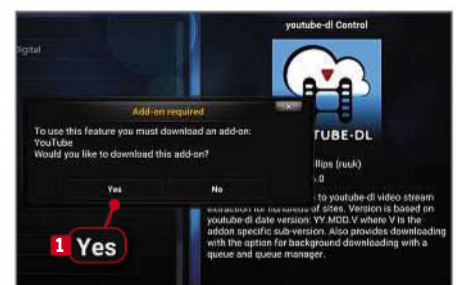 youtube-dl Control
Xgital
TUBE-DL
Add-on required
To use this feature you must download an add-on:
YouTube
Would you like to download this add-on?
Yes
No
1 Yes
llips (ruuk)
.0
to youtube-dl video stream
extraction for hundreds of sites. Version is based on
youtube-dl date version: YY.MDD.V where V is the
addon specific sub-version. Also provides downloading
with the option for background downloading with a
queue and queue manager.